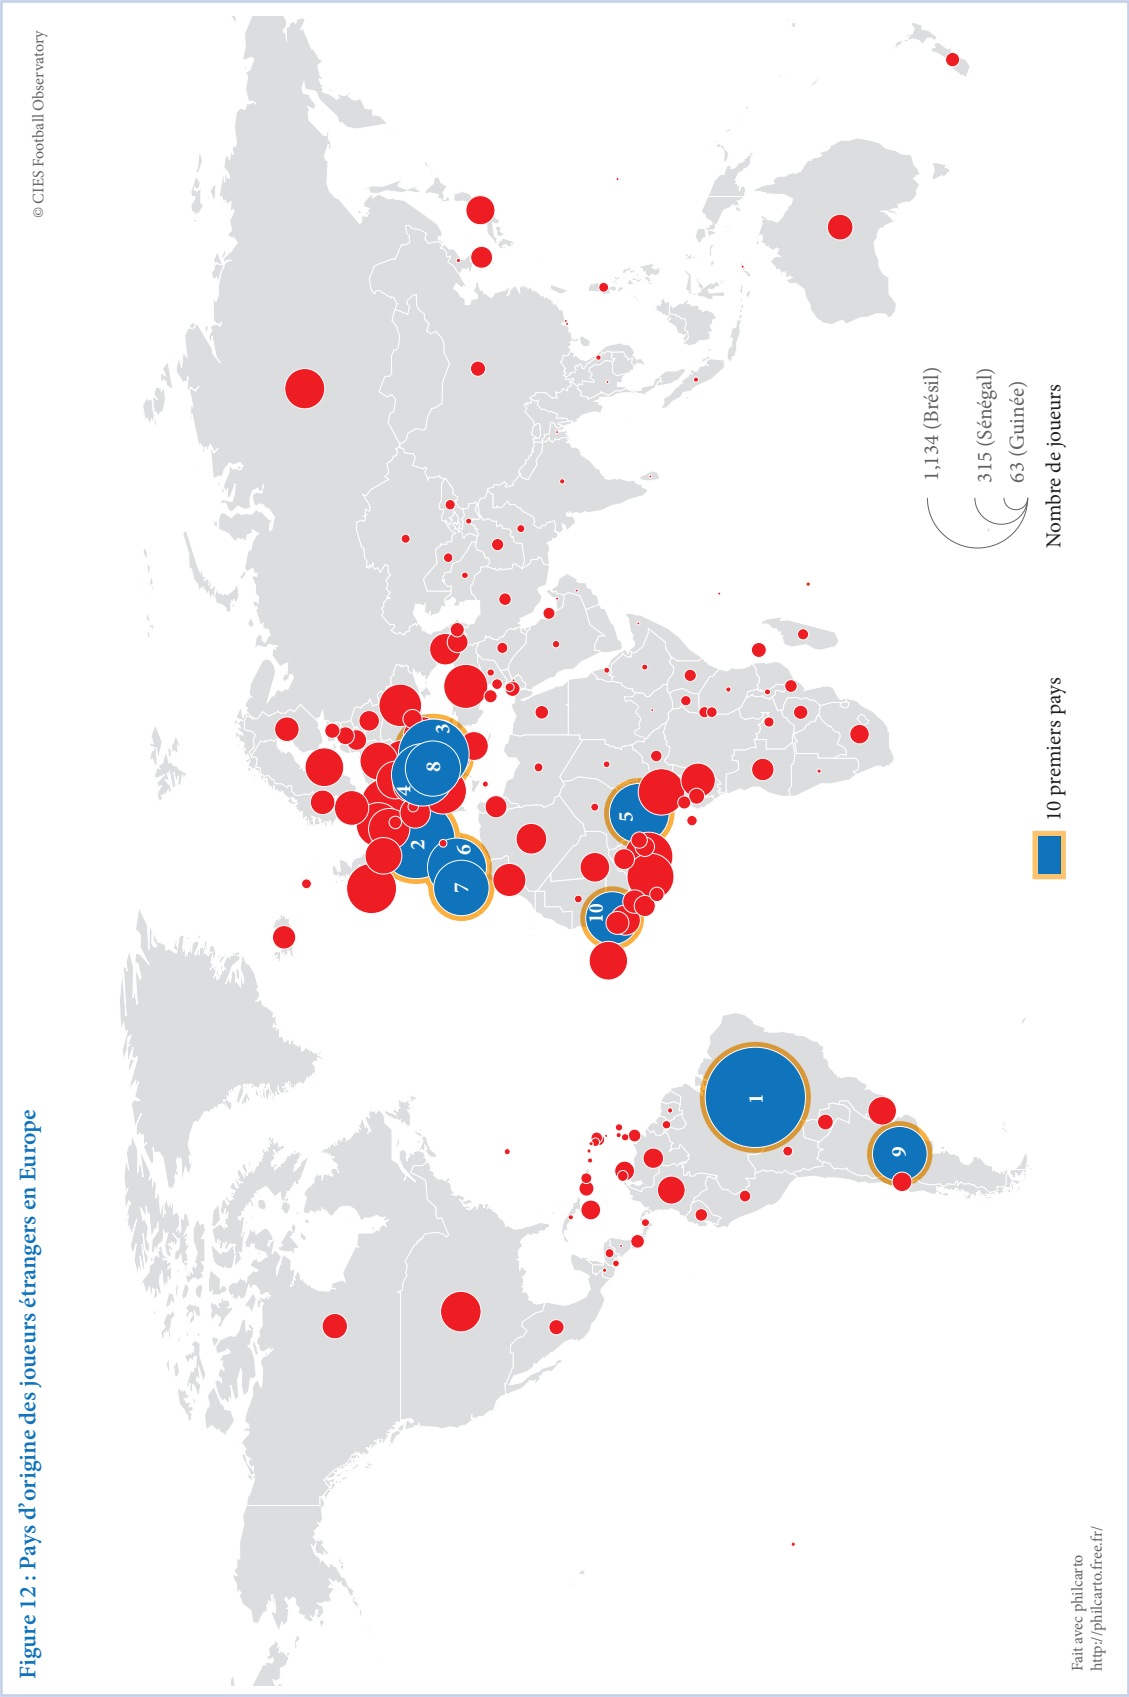 Figure 12 : Pays d'origine des joueurs étrangers en Europe
© CIES Football Observatory
1
2
3
4
5
6
7
8
9
10
1,134 (Brésil)
315 (Sénégal)
63 (Guinée)
Nombre de joueurs
10 premiers pays
Fait avec philcarto
http://philcarto.free.fr/